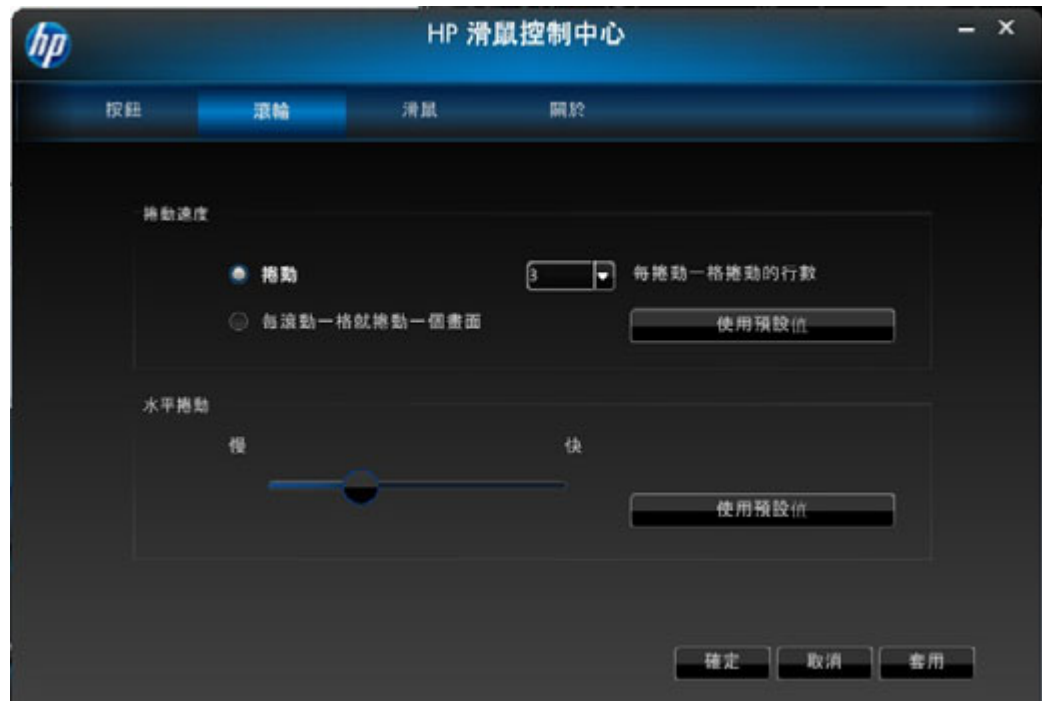 hp
HP 滑鼠控制中心
按鈕 滾輪 滑鼠 關於
捲動速度
捲動 3 每捲動一格捲動的行數
每滾動一格就捲動一個畫面 使用預設值
水平捲動
慢 快
使用預設值
確定 取消 套用